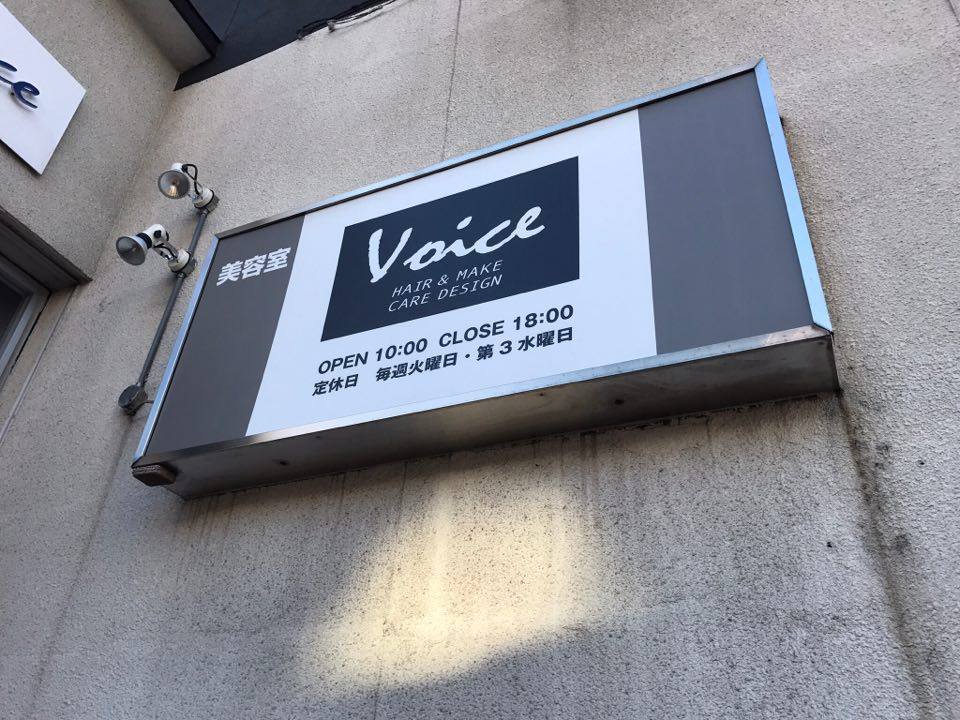 美容室
Voice
HAIR & MAKE
CARE DESIGN
OPEN 10:00 CLOSE 18:00
定休日 毎週火曜日・第3水曜日